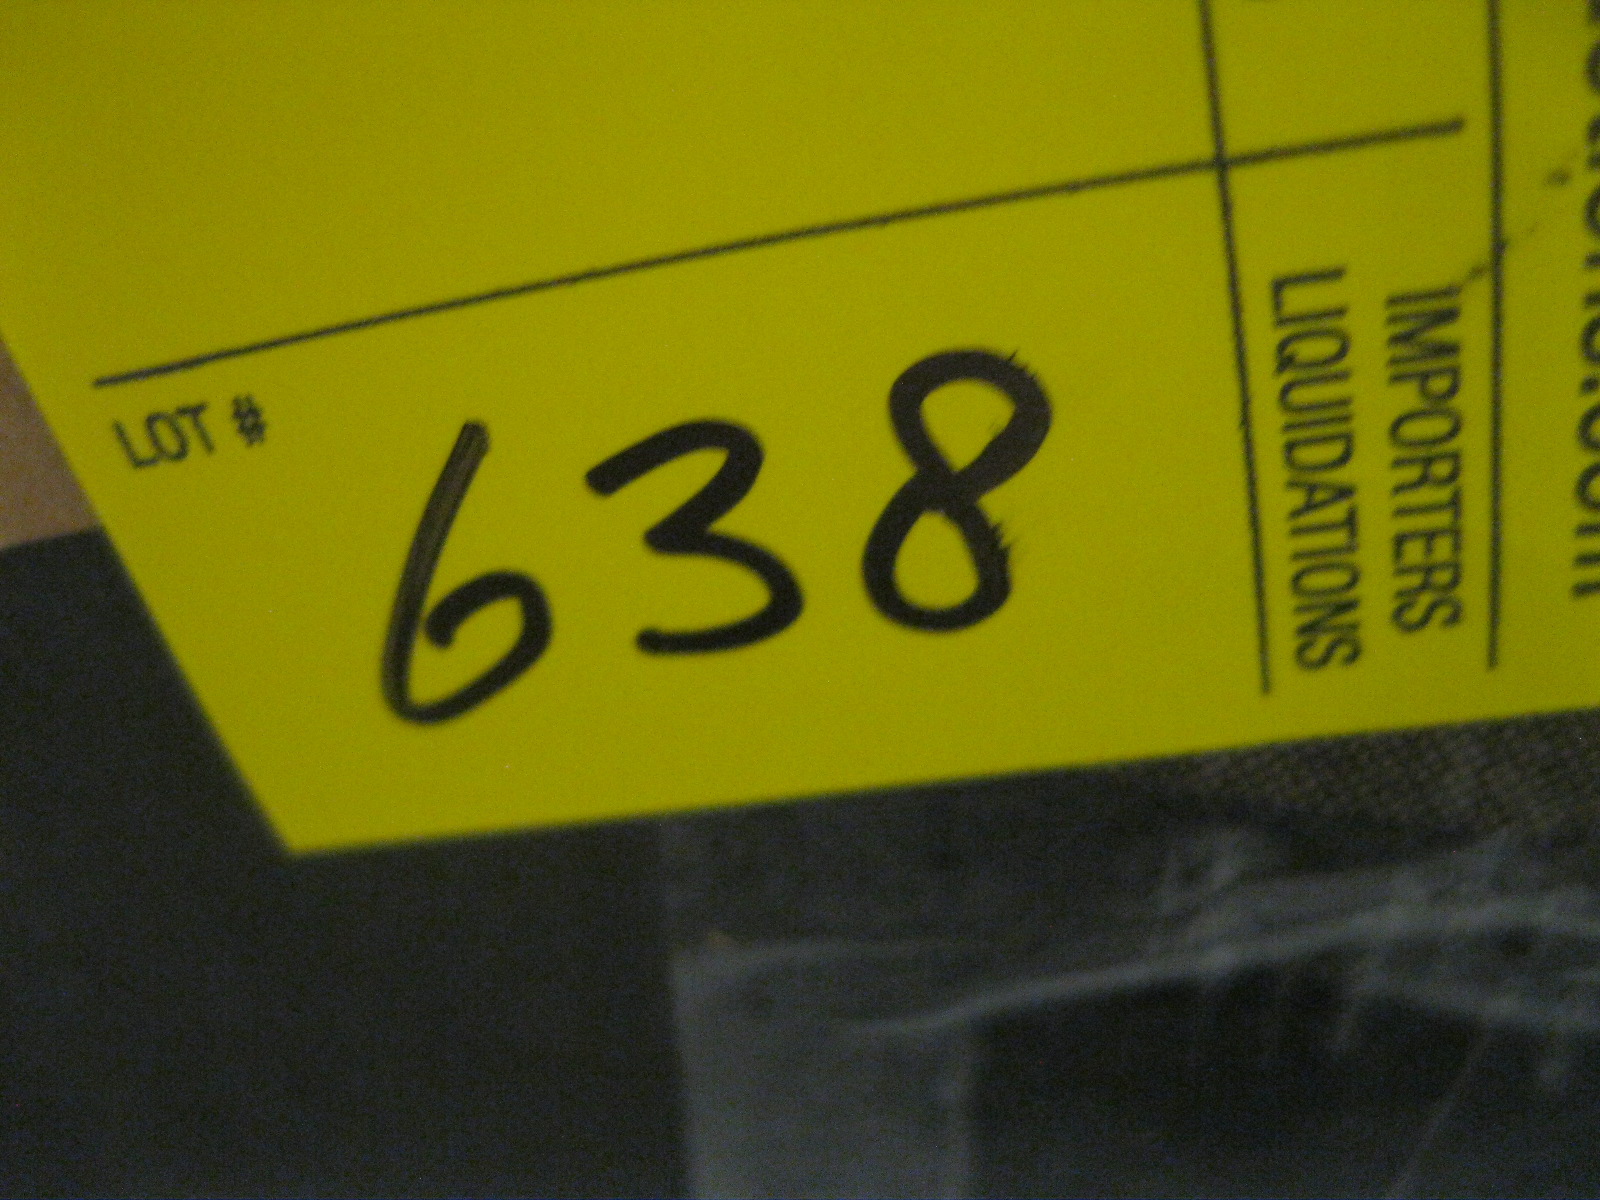 LOT #
638
IMPORTERS
LIQUIDATIONS